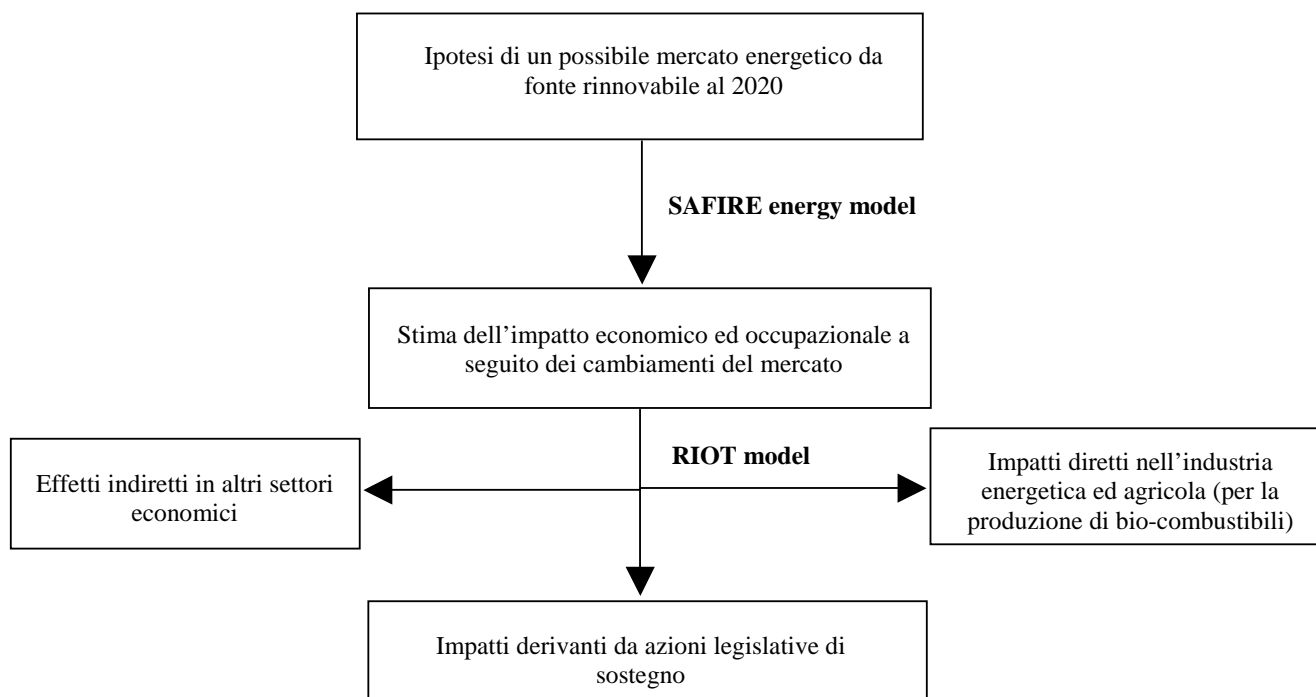 Ipotesi di un possibile mercato energetico da
fonte rinnovabile al 2020
SAFIRE energy model
Stima dell’impatto economico ed occupazionale a
seguito dei cambiamenti del mercato
RIOT model
Effetti indiretti in altri settori
economici
Impatti diretti nell’industria
energetica ed agricola (per la
produzione di bio-combustibili)
Impatti derivanti da azioni legislative di
sostegno